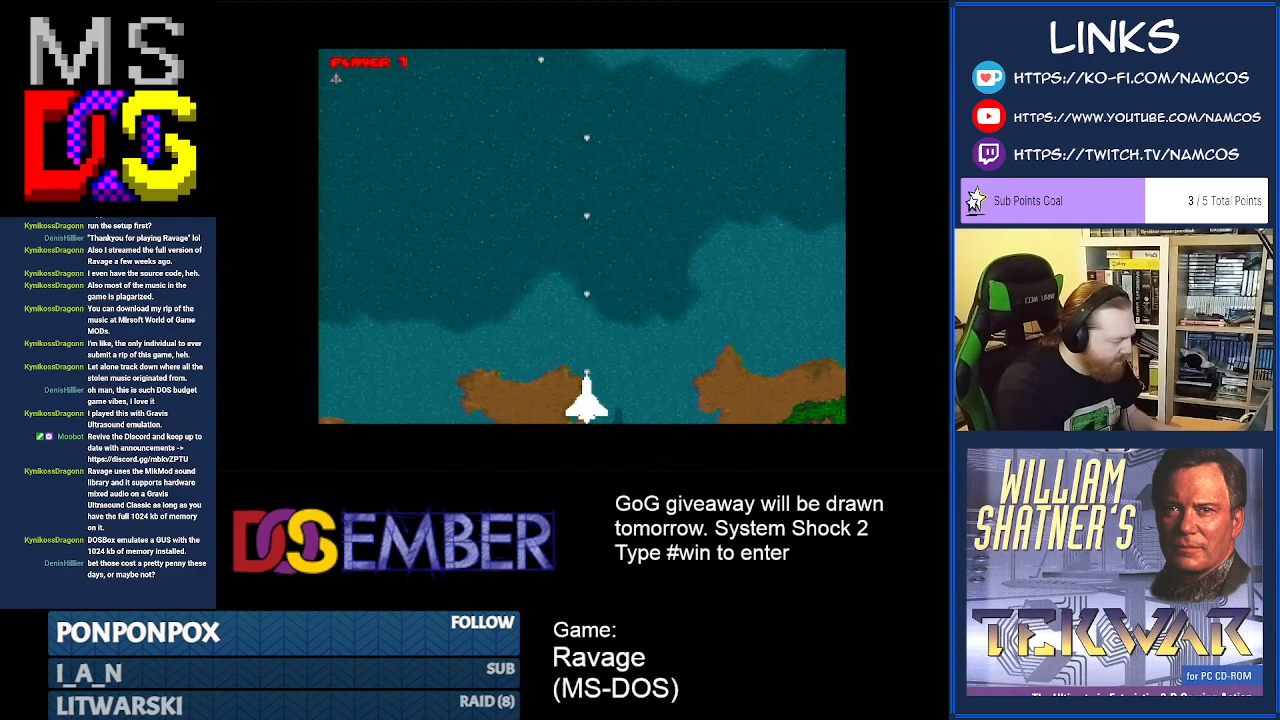 MS
DOS
run the setup first?
KynikossDragonn
DenisHillier "Thankyou for playing Ravage" lol
KynikossDragonn Also I streamed the full version of
Ravage a few weeks ago.
KynikossDragonn I even have the source code, heh.
KynikossDragonn Also most of the music in the
game is plagarized.
KynikossDragonn You can download my rip of the
music at Mirsoft World of Game
MODs.
KynikossDragonn I'm like, the only individual to ever
submit a rip of this game, heh.
KynikossDragonn Let alone track down where all the
stolen music originated from.
DenisHillier oh man, this is such DOS budget
game vibes, I love it
KynikossDragonn I played this with Gravis
Ultrasound emulation.
Moobot Revive the Discord and keep up to
date with announcements ->
https://discord.gg/mbkvZPTU
KynikossDragonn Ravage uses the MikMod sound
library and it supports hardware
mixed audio on a Gravis
Ultrasound Classic as long as you
have the full 1024 kb of memory
on it.
KynikossDragonn DOSBox emulates a GUS with the
1024 kb of memory installed.
DenisHillier bet those cost a pretty penny these
days, or maybe not?
PLAYER 1
DOSEMBER
GoG giveaway will be drawn
tomorrow. System Shock 2
Type #win to enter
PONPONPOX FOLLOW
I_A_N SUB
LITWARSKI RAID (8)
Game:
Ravage
(MS-DOS)
LINKS
HTTPS://KO-FI.COM/NAMCOS
HTTPS://WWW.YOUTUBE.COM/NAMCOS
HTTPS://TWITCH.TV/NAMCOS
Sub Points Goal 3 / 5 Total Points
WILLIAM
SHATNER'S
TEKWAR
for PC CD-ROM